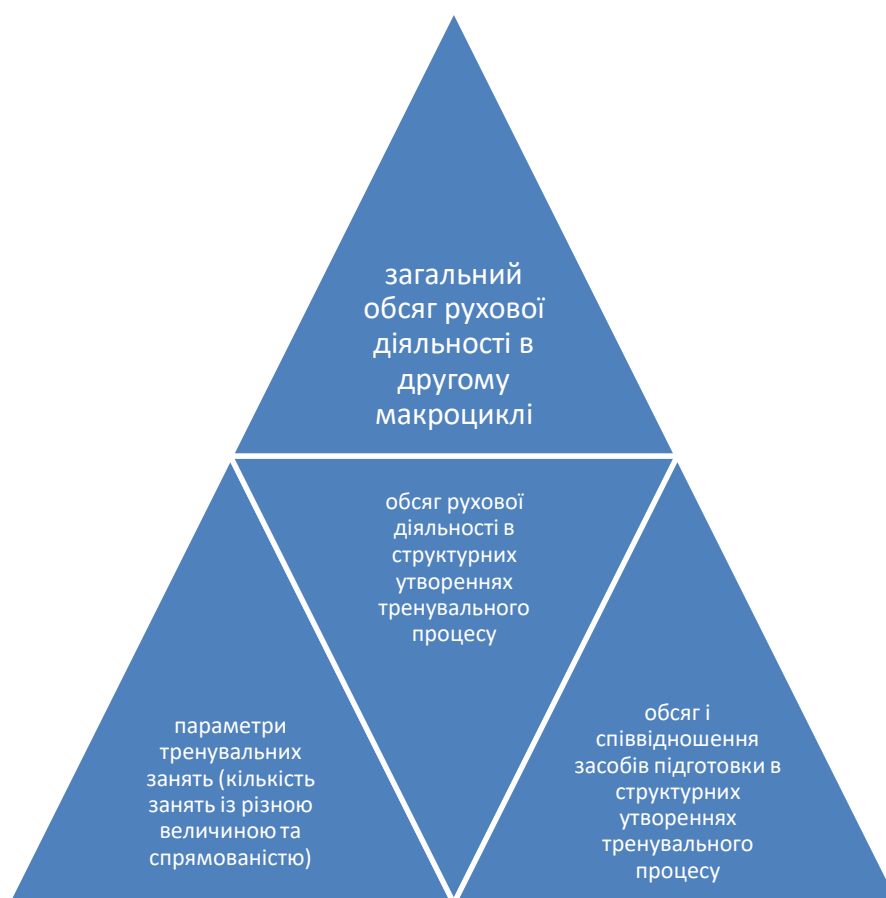 загальний
обсяг рухової
діяльності в
другому
макроциклі
обсяг рухової
діяльності в
структурних
утвореннях
тренувального
процесу
параметри
тренувальних
занять (кількість
занять із різною
величиною та
спрямованістю)
обсяг і
співвідношення
засобів підготовки в
структурних
утвореннях
тренувального
процесу